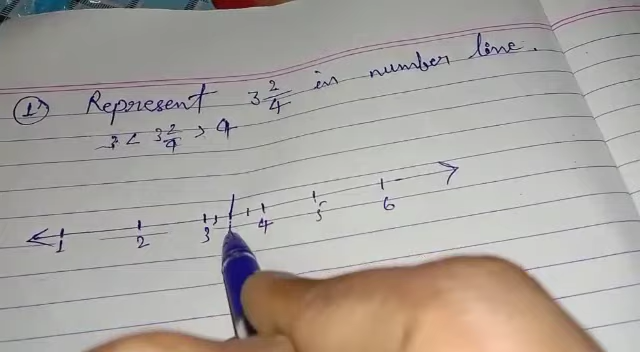 1) Represent 3 2/4 in number line.
3 < 3 2/4 > 4
1 2 3 4 5 6